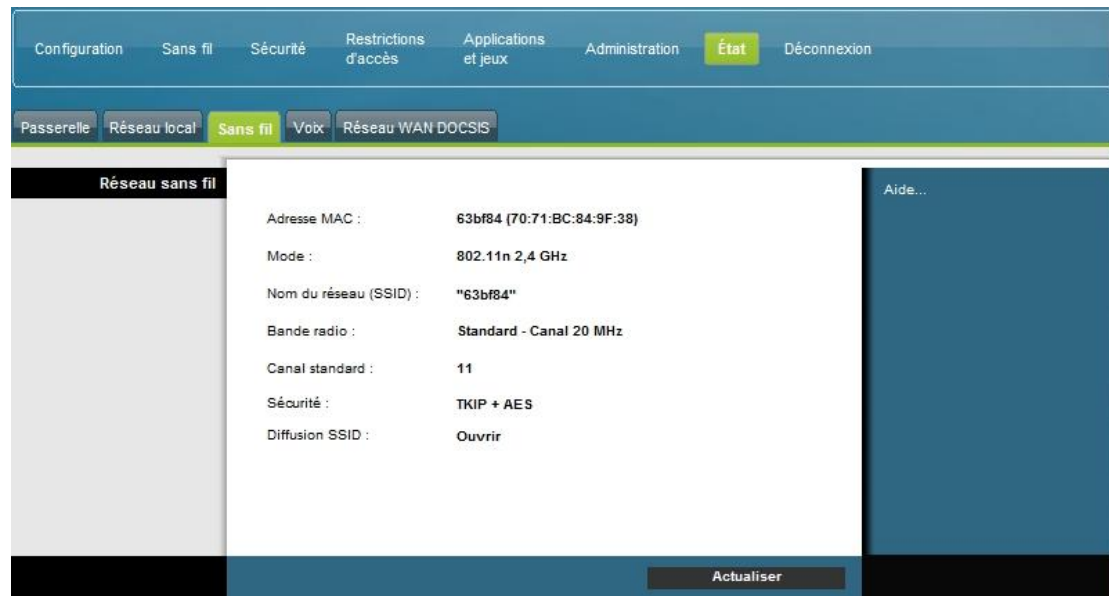 Configuration Sans fil Sécurité Restrictions d'accès Applications et jeux Administration État Déconnexion
Passerelle Réseau local Sans fil Voix Réseau WAN DOCSIS
Réseau sans fil
Aide...
Adresse MAC : 63bf84 (70:71:BC:84:9F:38)
Mode : 802.11n 2,4 GHz
Nom du réseau (SSID) : "63bf84"
Bande radio : Standard - Canal 20 MHz
Canal standard : 11
Sécurité : TKIP + AES
Diffusion SSID : Ouvrir
Actualiser